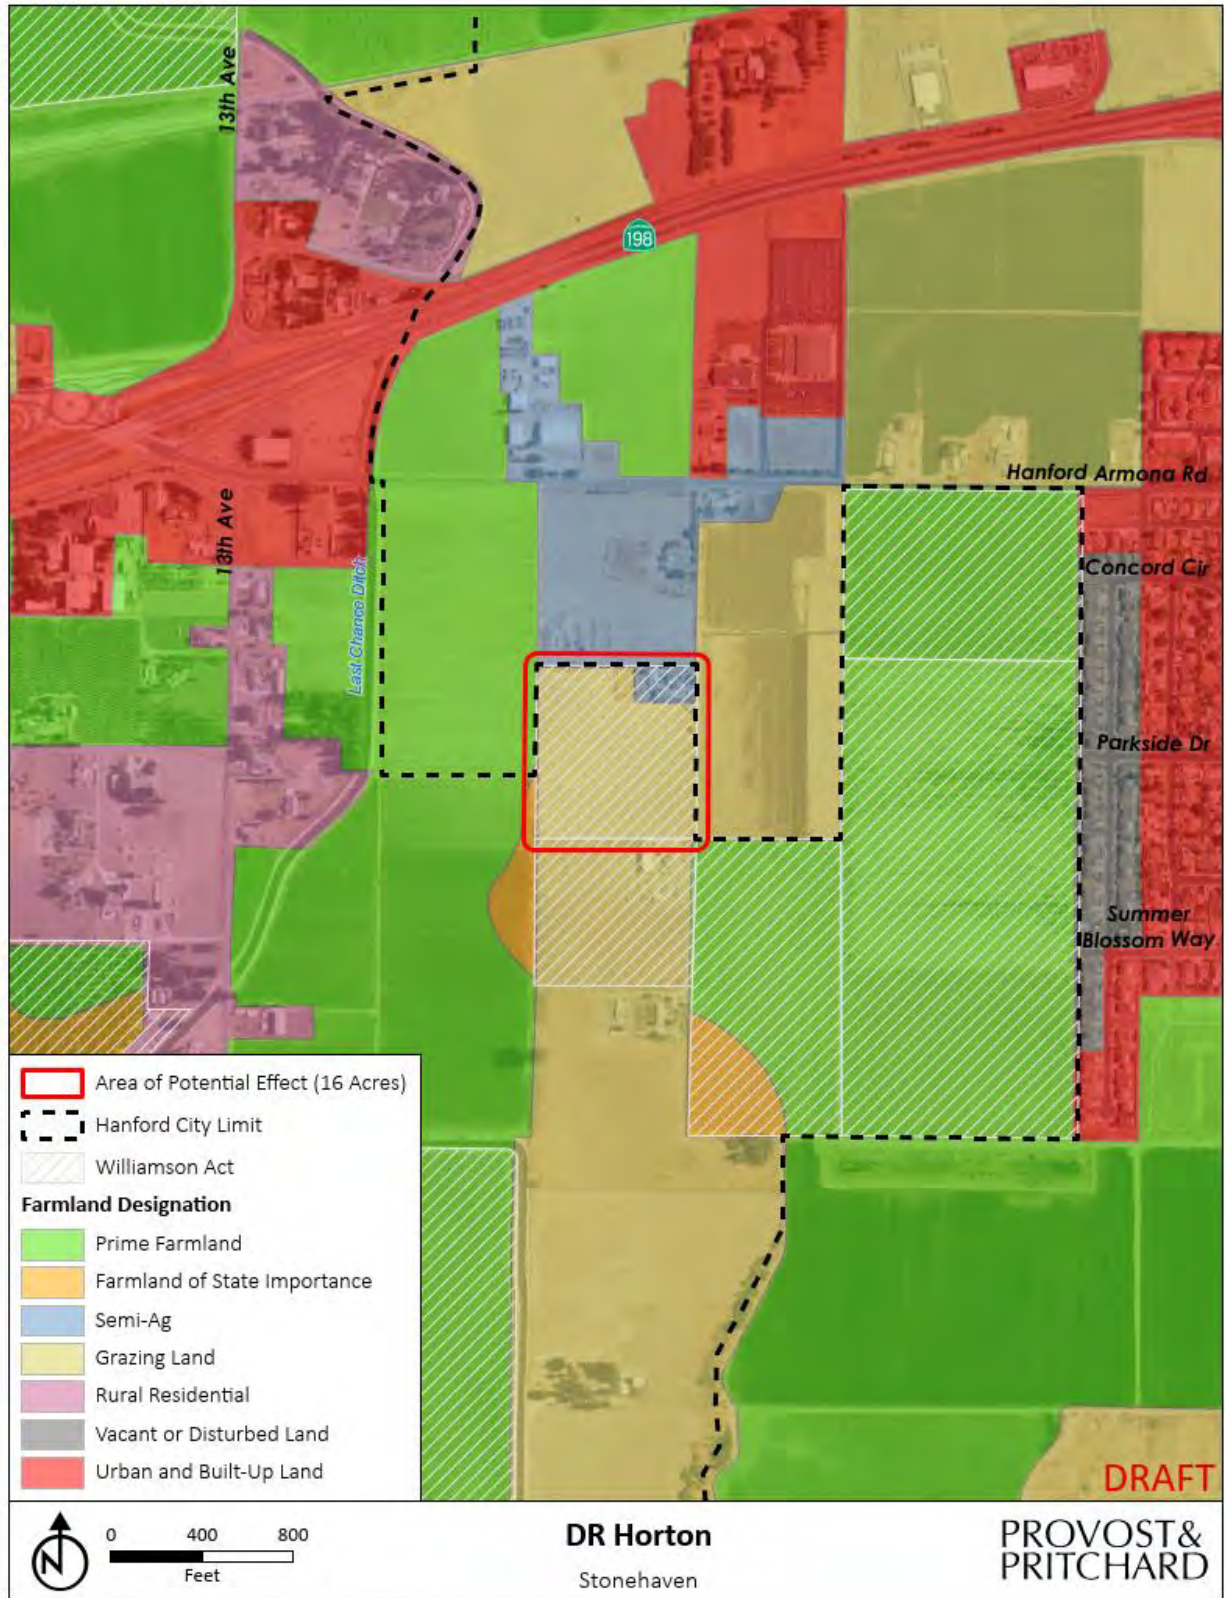 13th Ave
198
Hanford Armona Rd
13th Ave
Concord Cir
Last Chance Ditch
Parkside Dr
Summer
Blossom Way
Area of Potential Effect (16 Acres)
Hanford City Limit
Williamson Act
Farmland Designation
Prime Farmland
Farmland of State Importance
Semi-Ag
Grazing Land
Rural Residential
Vacant or Disturbed Land
Urban and Built-Up Land
DRAFT
N
0 400 800
Feet
DR Horton
Stonehaven
PROVOST&
PRITCHARD